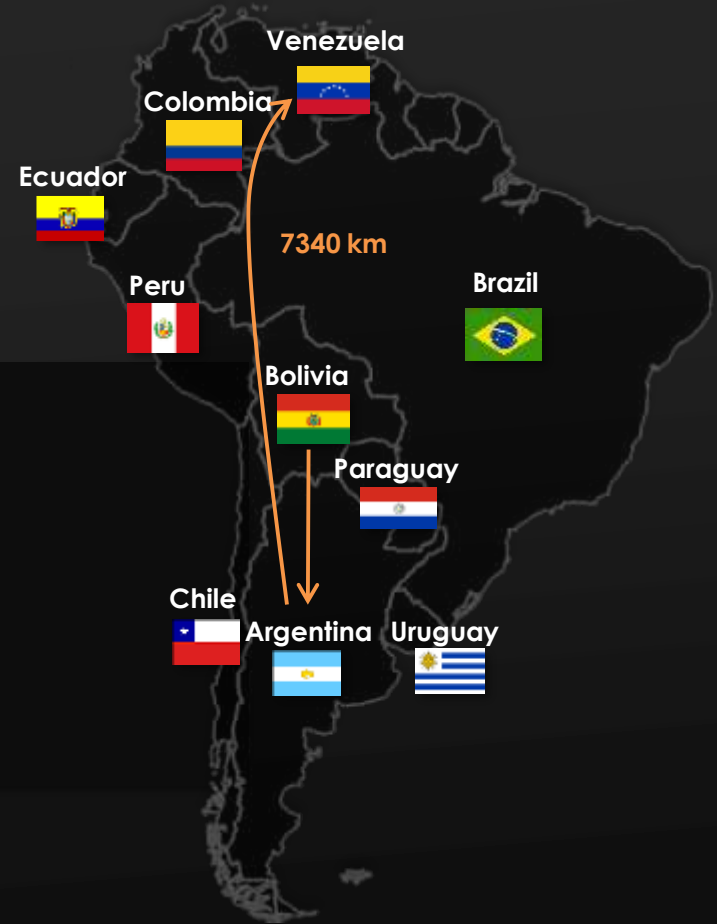 Venezuela
Colombia
Ecuador
7340 km
Peru
Brazil
Bolivia
Paraguay
Chile
Argentina
Uruguay